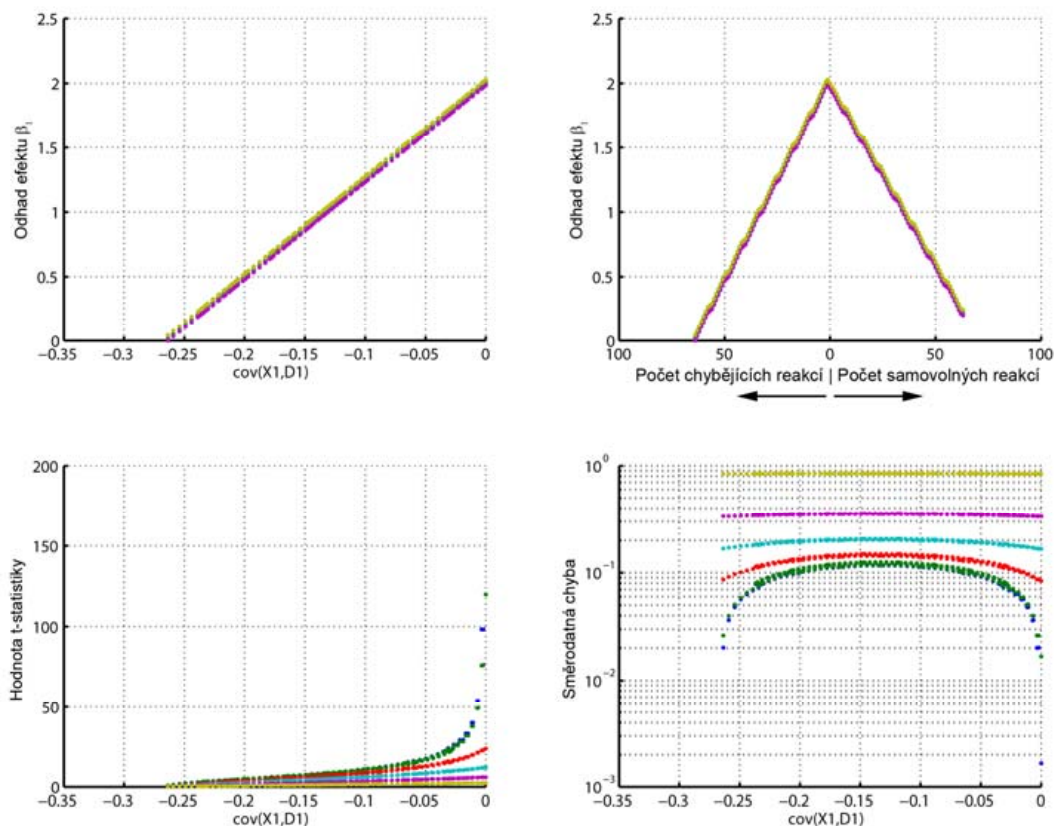 2.5
2
1.5
1
0.5
0
Odhad efektu β₁
−0.35 −0.3 −0.25 −0.2 −0.15 −0.1 −0.05 0
cov(X1,D1)
2.5
2
1.5
1
0.5
0
Odhad efektu β₁
100 50 0 50 100
Počet chybějících reakcí | Počet samovolných reakcí
200
150
100
50
0
Hodnota t-statistiky
−0.35 −0.3 −0.25 −0.2 −0.15 −0.1 −0.05 0
cov(X1,D1)
10⁰
10⁻¹
10⁻²
10⁻³
Směrodatná chyba
−0.35 −0.3 −0.25 −0.2 −0.15 −0.1 −0.05 0
cov(X1,D1)